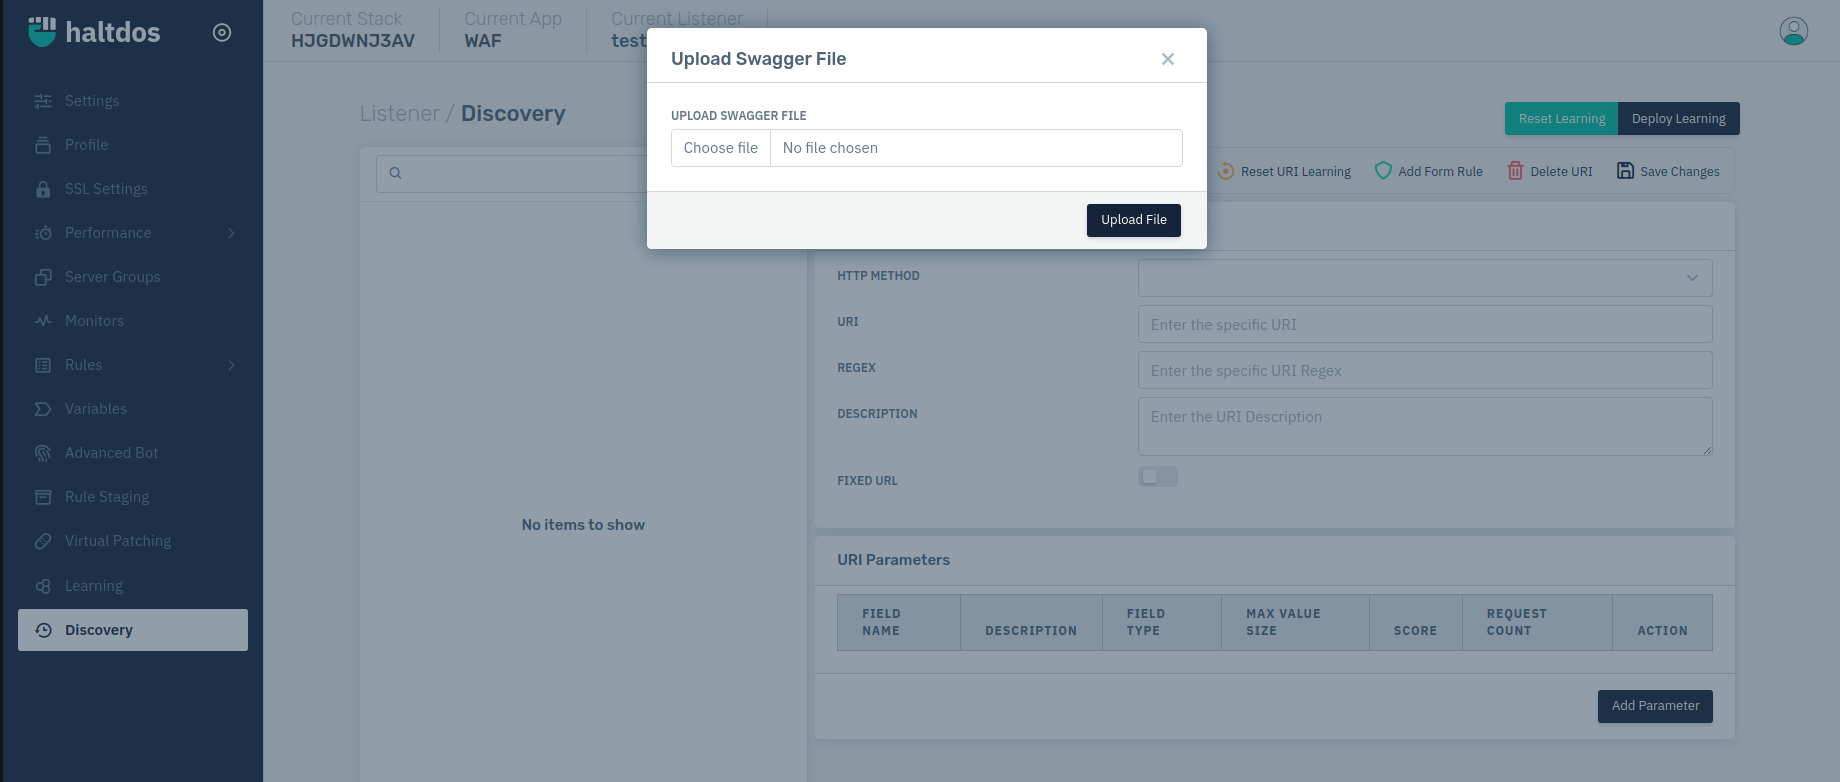 haltdos
Settings
Profile
SSL Settings
Performance
Server Groups
Monitors
Rules
Variables
Advanced Bot
Rule Staging
Virtual Patching
Learning
Discovery
Current Stack
HJGDWNJ3AV
Current App
WAF
Current Listener
test
Upload Swagger File
UPLOAD SWAGGER FILE
Choose file No file chosen
Upload File
Listener / Discovery
Reset Learning Deploy Learning
Reset URI Learning Add Form Rule Delete URI Save Changes
No items to show
HTTP METHOD
URI Enter the specific URI
REGEX Enter the specific URI Regex
DESCRIPTION Enter the URI Description
FIXED URL
URI Parameters
FIELD NAME DESCRIPTION FIELD TYPE MAX VALUE SIZE SCORE REQUEST COUNT ACTION
Add Parameter